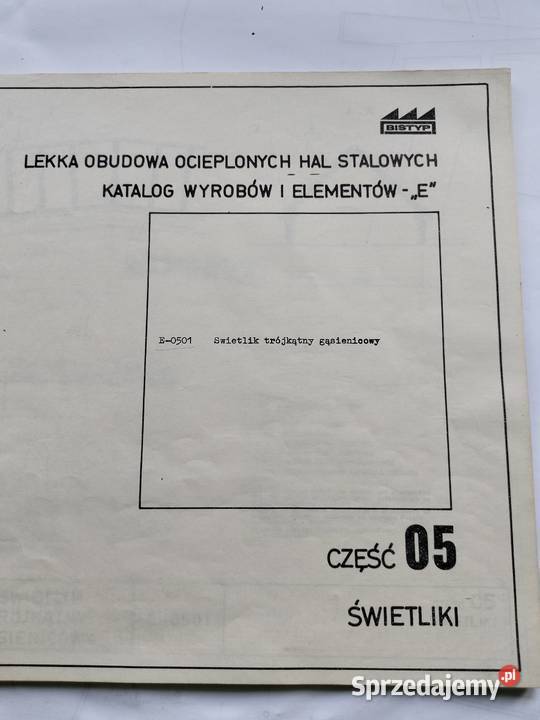 BISTYP
LEKKA OBUDOWA OCIEPLONYCH HAL STALOWYCH
KATALOG WYROBÓW I ELEMENTÓW - „E"
E-0501 Swietlik trójkątny gąsienicowy
CZĘŚĆ 05
ŚWIETLIKI
Sprzedajemy.pl